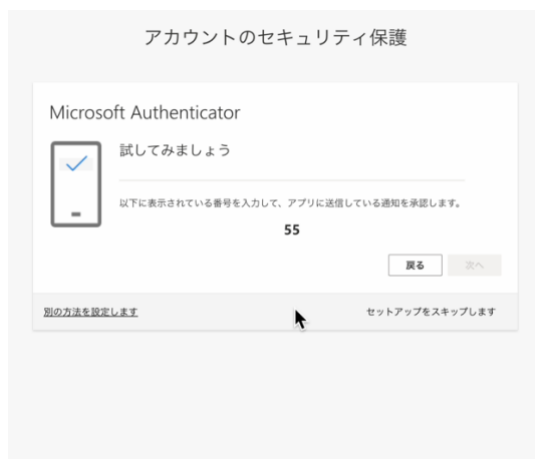 アカウントのセキュリティ保護
Microsoft Authenticator
試してみましょう
以下に表示されている番号を入力して、アプリに送信している通知を承認します。
55
戻る 次へ
別の方法を設定します セットアップをスキップします